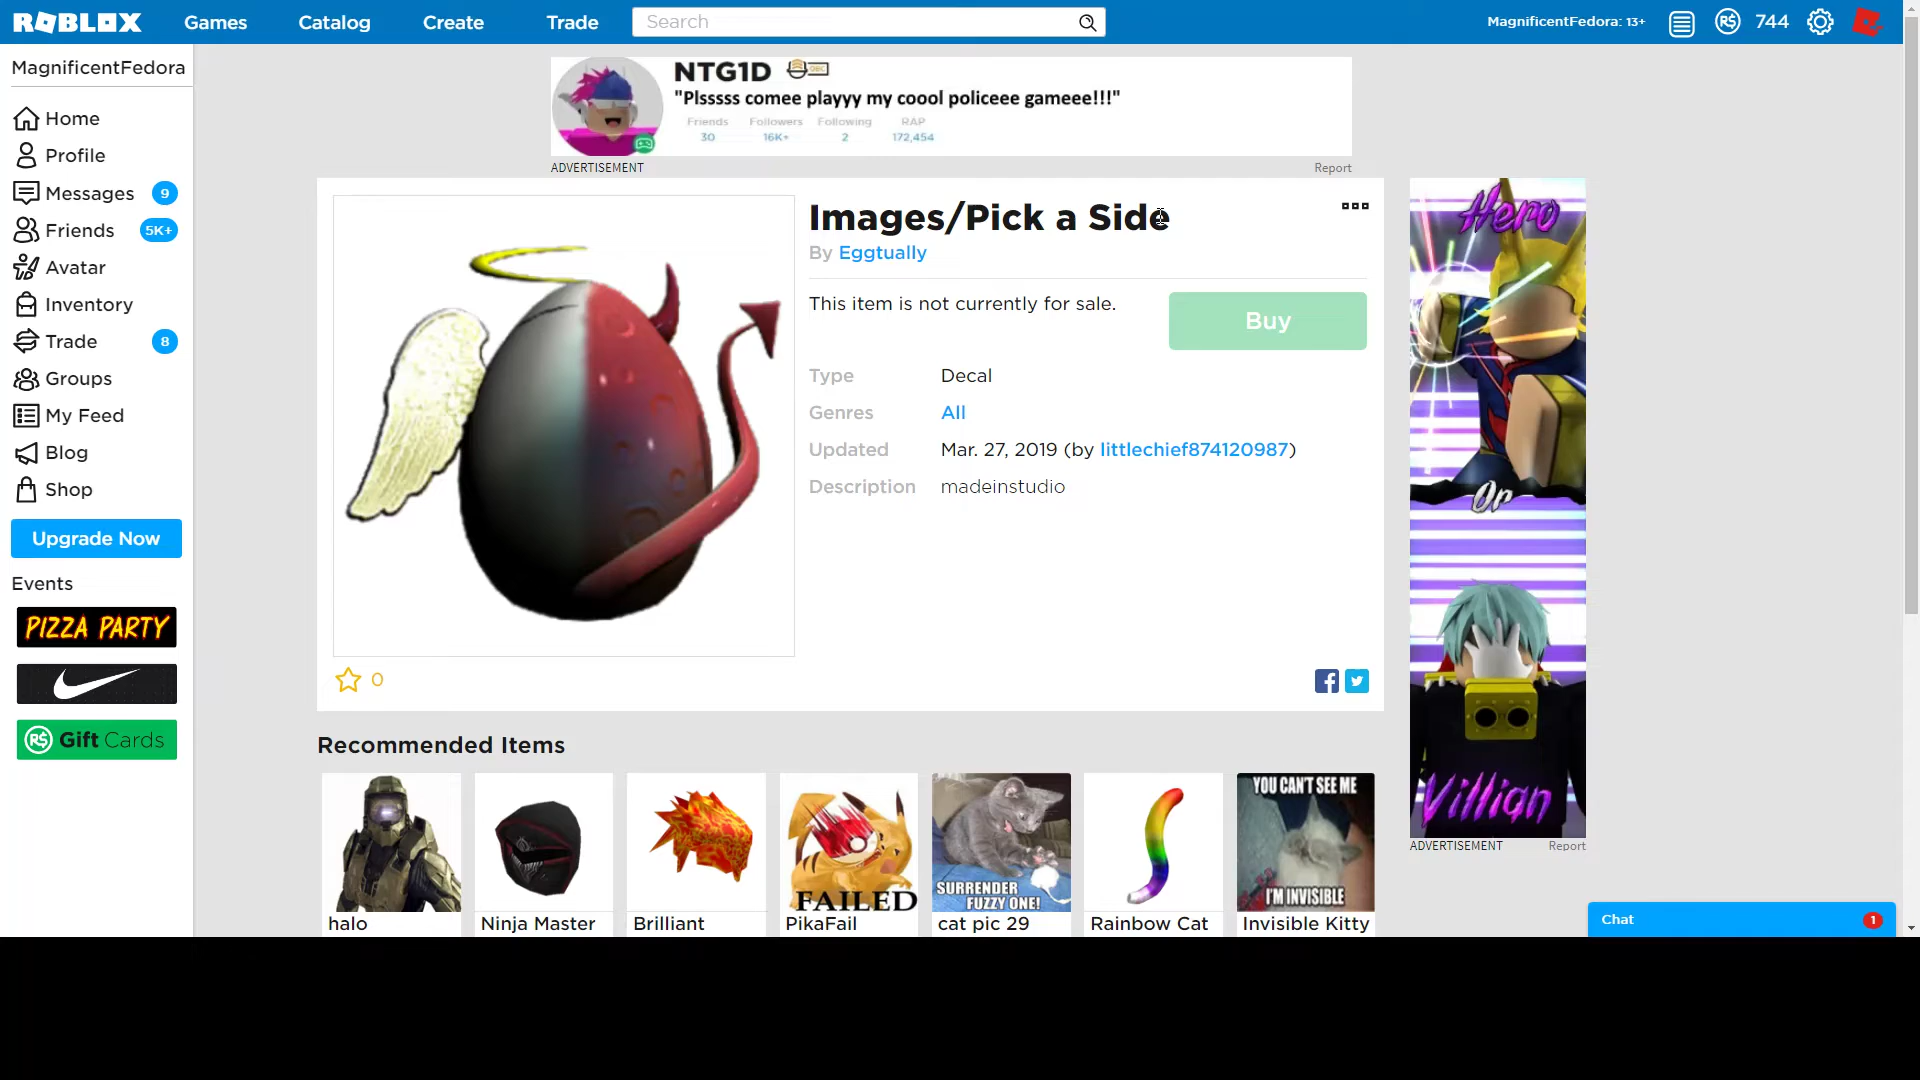 ROBLOX Games Catalog Create Trade Search MagnificentFedora: 13+ R$ 744
MagnificentFedora
Home
Profile
Messages 9
Friends 5K+
Avatar
Inventory
Trade 8
Groups
My Feed
Blog
Shop
Upgrade Now
Events
PIZZA PARTY
R$ Gift Cards
NTG1D OBC
"Plsssss comee playyy my coool policeee gameee!!!"
Friends Followers Following RAP
30 16K+ 2 172,454
ADVERTISEMENT Report
Images/Pick a Side
By Eggtually
This item is not currently for sale. Buy
Type Decal
Genres All
Updated Mar. 27, 2019 (by littlechief874120987)
Description madeinstudio
0
Hero
Or
Villian
ADVERTISEMENT Report
Recommended Items
FAILED
SURRENDER
FUZZY ONE!
YOU CAN'T SEE ME
I'M INVISIBLE
halo Ninja Master Brilliant PikaFail cat pic 29 Rainbow Cat Invisible Kitty
Chat 1